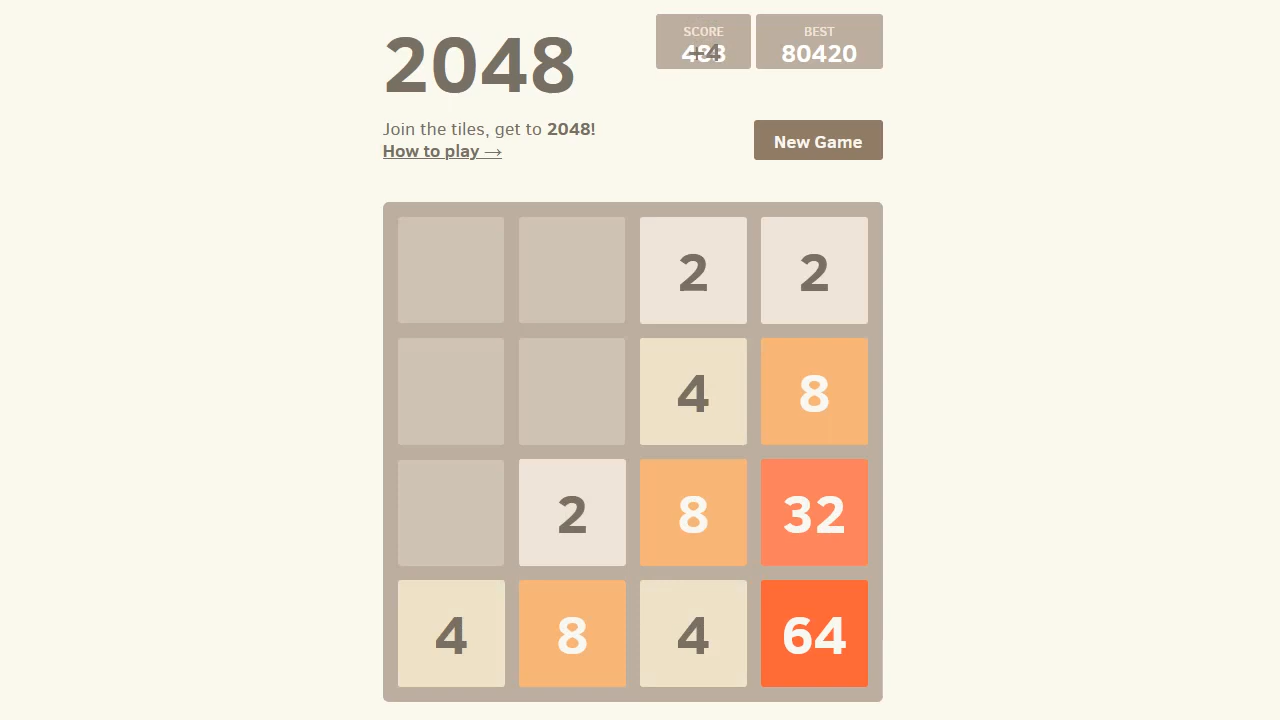 2048
SCORE
BEST
80420
Join the tiles, get to 2048!
How to play →
New Game
2 2
4 8
2 8 32
4 8 4 64